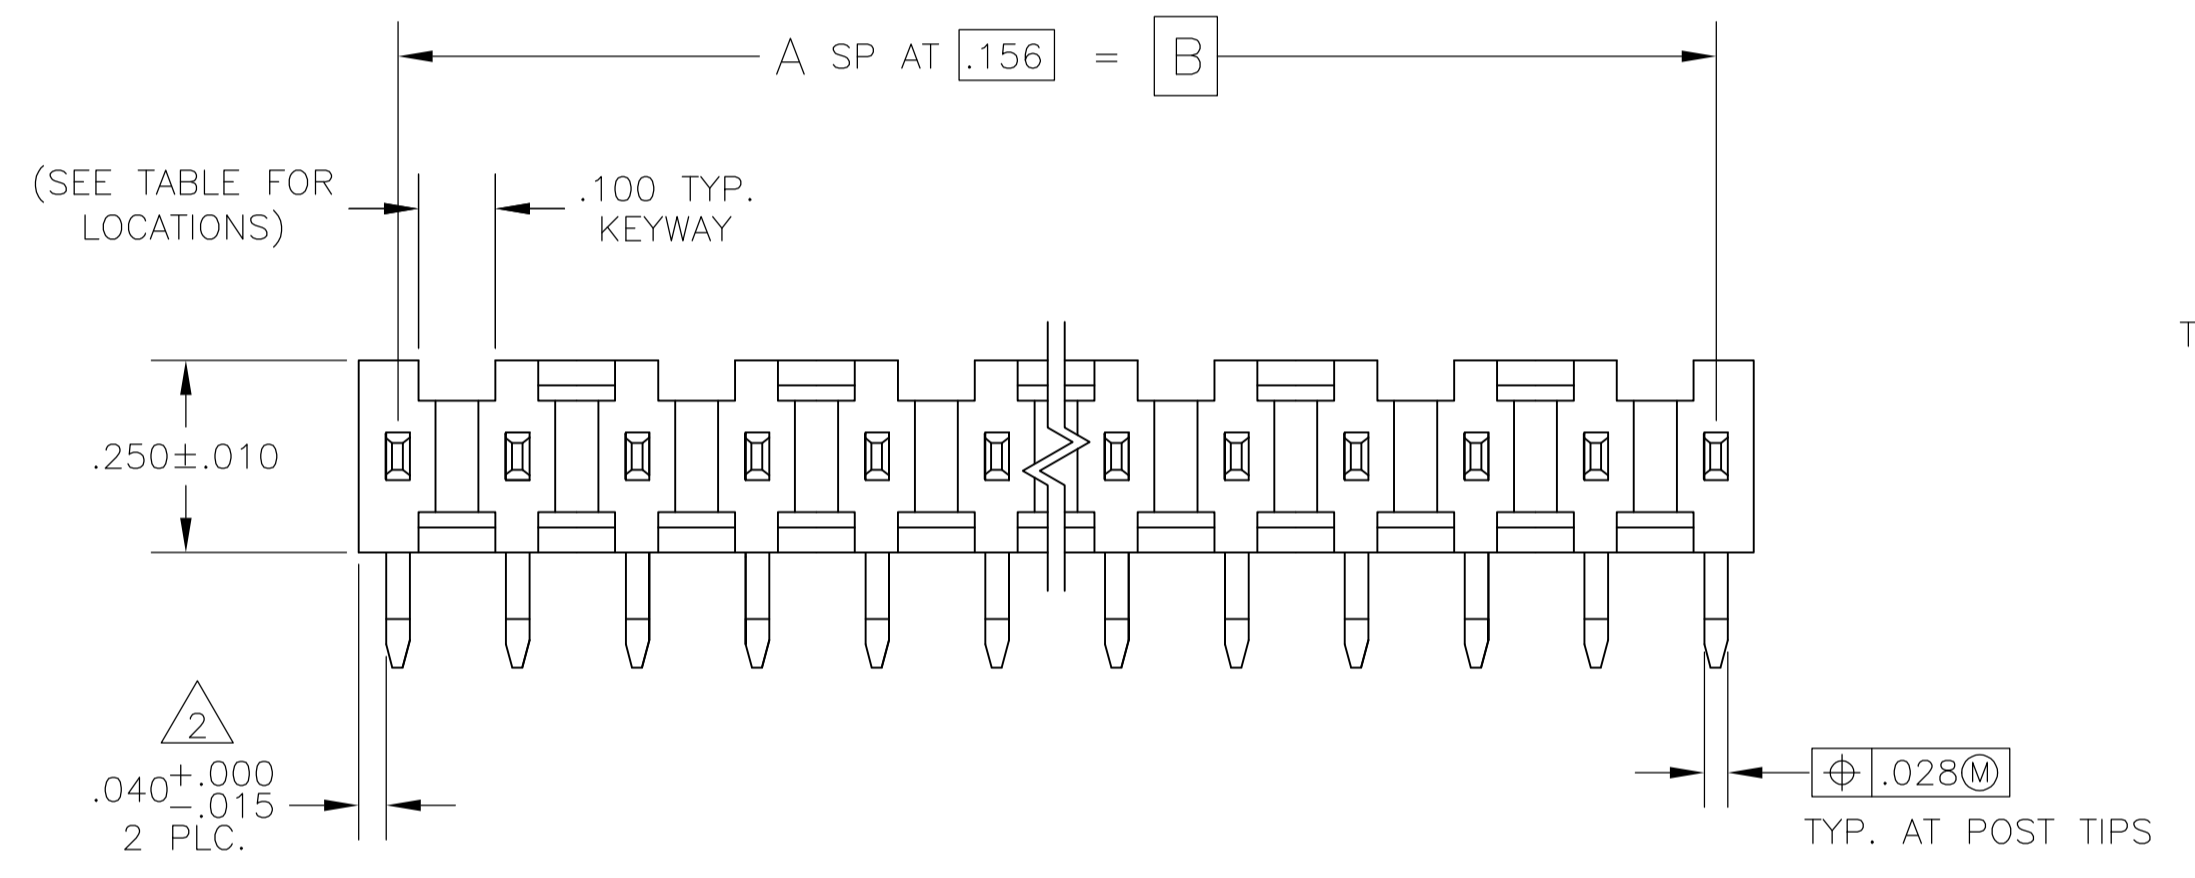 A SP AT .156 = B
(SEE TABLE FOR
LOCATIONS)
.100 TYP.
KEYWAY
T
.250±.010
2
.040+.000
-.015
2 PLC.
⌖ .028Ⓜ
TYP. AT POST TIPS